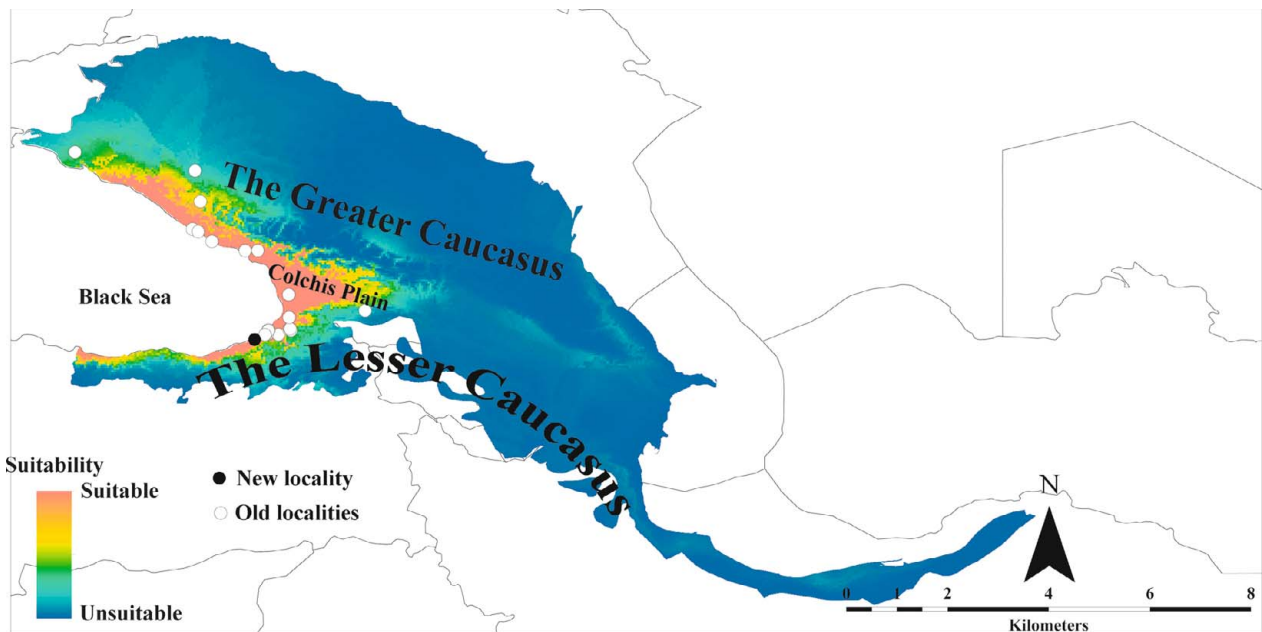 The Greater Caucasus
Colchis Plain
Black Sea
The Lesser Caucasus
Suitability
Suitable
Unsuitable
New locality
Old localities
N
0 1 2 4 6 8
Kilometers